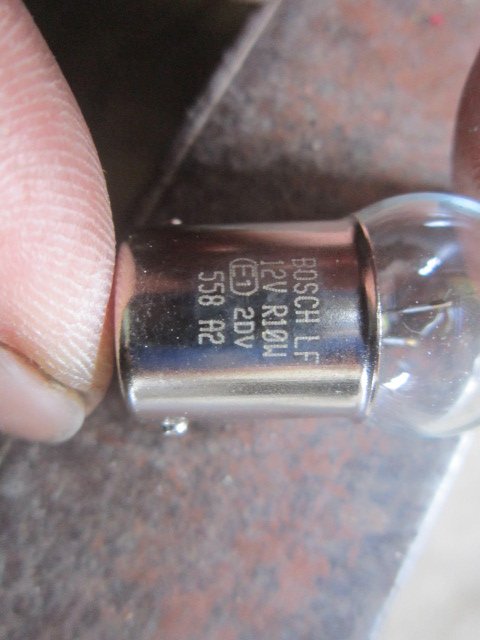 BOSCH LF
12V R10W
E1 2DV
558 A2